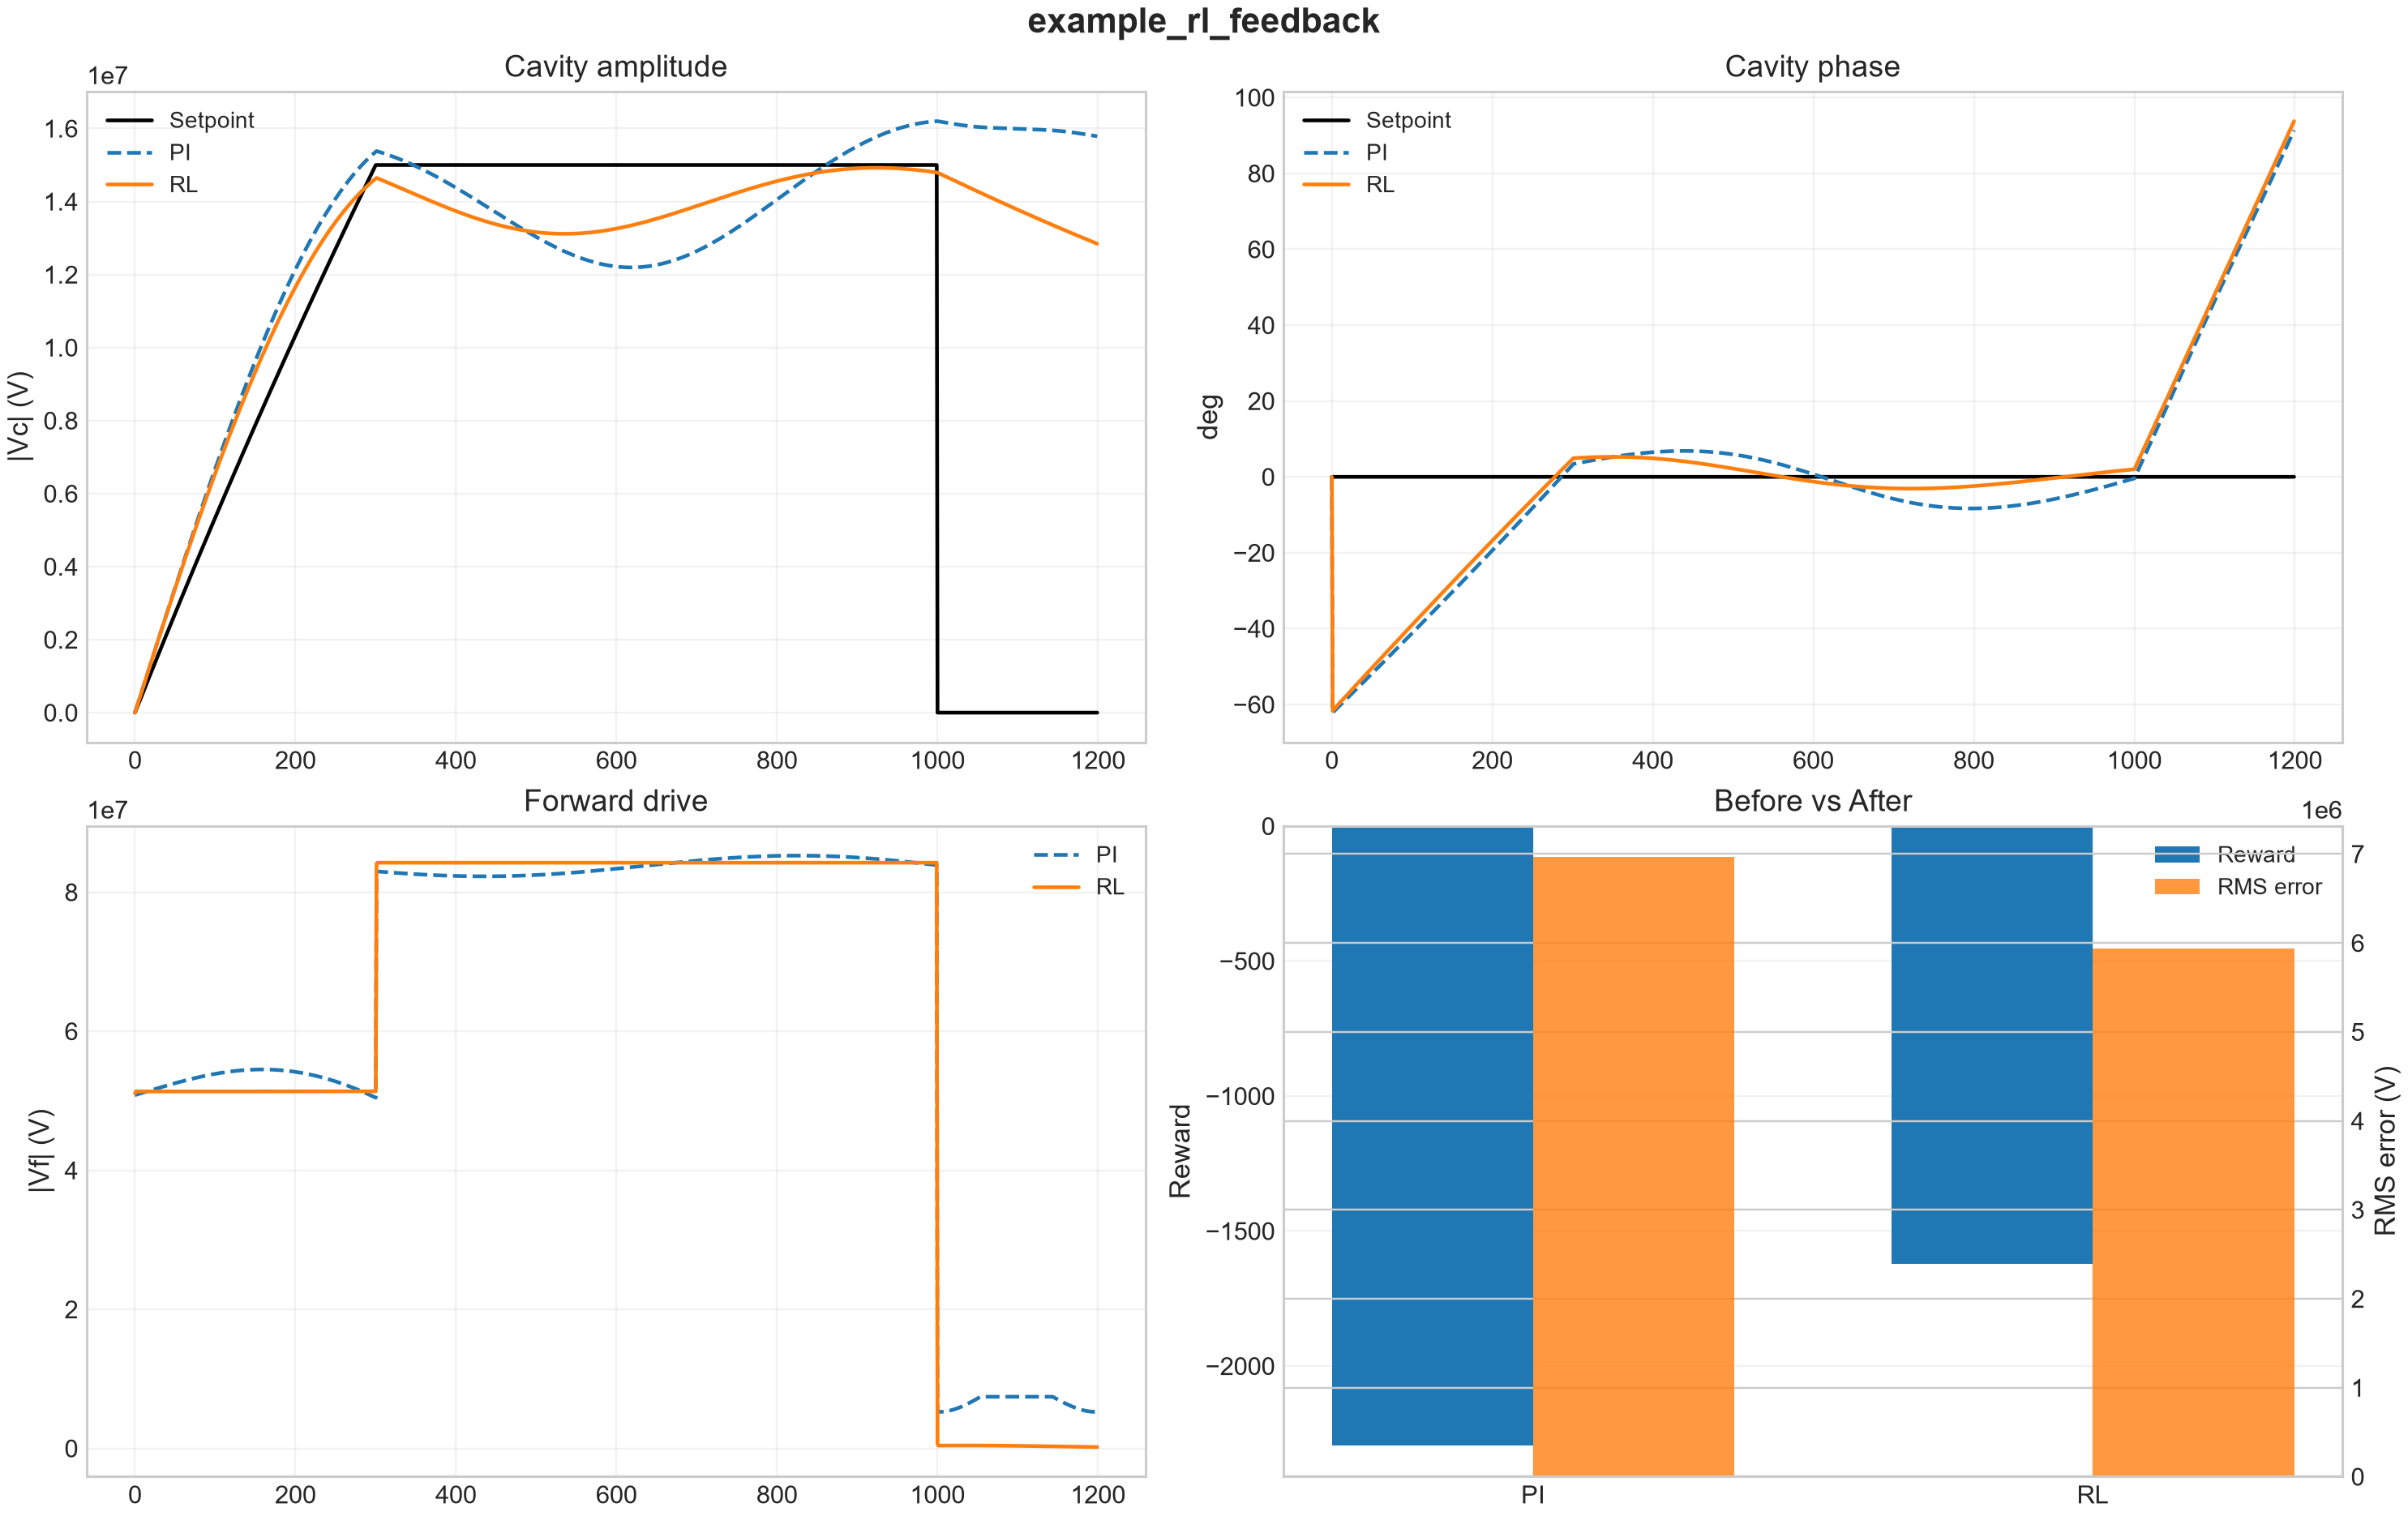 example_rl_feedback
Cavity amplitude
1e7
Setpoint
PI
RL
|Vc| (V)
1.6
1.4
1.2
1.0
0.8
0.6
0.4
0.2
0.0
0 200 400 600 800 1000 1200
Cavity phase
Setpoint
PI
RL
deg
100
80
60
40
20
0
−20
−40
−60
0 200 400 600 800 1000 1200
Forward drive
1e7
PI
RL
|Vf| (V)
8
6
4
2
0
0 200 400 600 800 1000 1200
Before vs After
1e6
Reward
RMS error
Reward
0
−500
−1000
−1500
−2000
7
6
5
4
3
2
1
0
RMS error (V)
PI RL